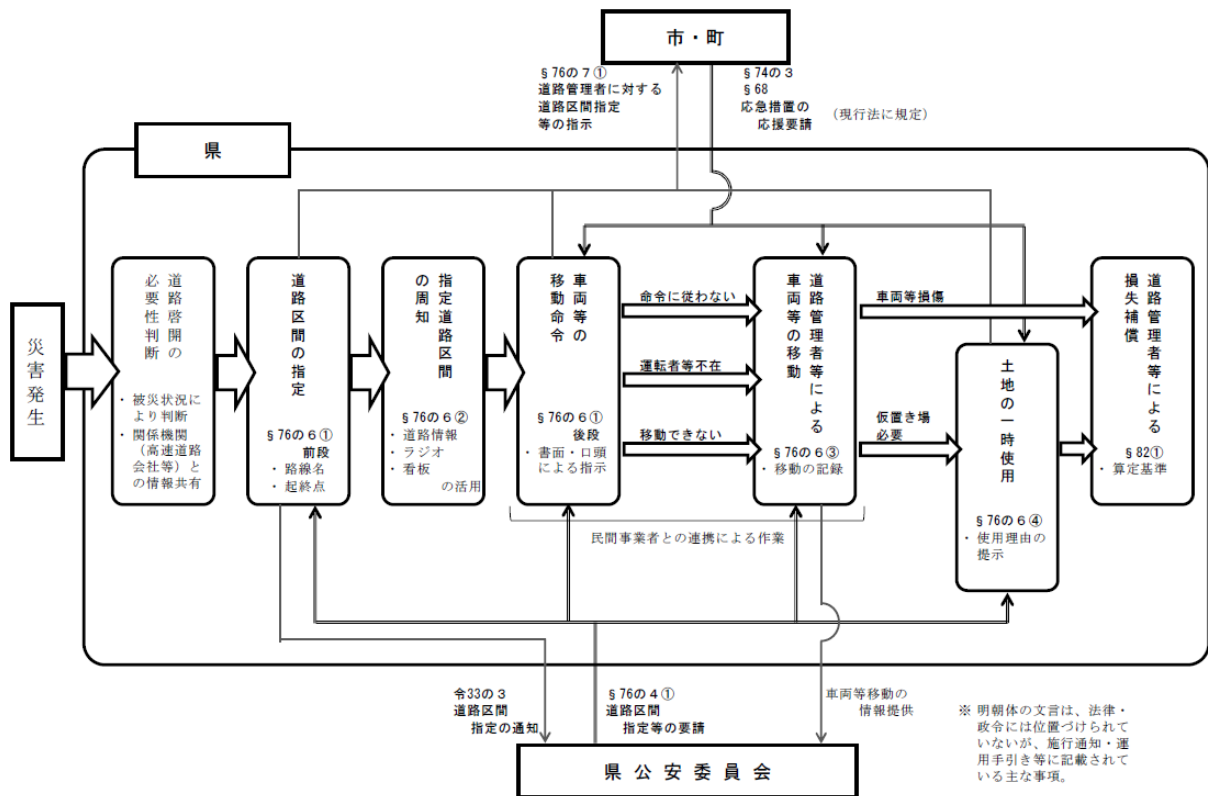 市・町
§76の7①
道路管理者に対する
道路区間指定
等の指示
§74の3
§68
応急措置の
応援要請
(現行法に規定)
県
災害発生
道路啓開の
必要性判断
・被災状況に
より判断
・関係機関
(高速道路
会社等)と
の情報共有
道路区間の指定
§76の6①
前段
・路線名
・起終点
指定道路区間
の周知
§76の6②
・道路情報
・ラジオ
・看板
の活用
車両等の
移動命令
§76の6①
後段
・書面・口頭
による指示
命令に従わない
運転者等不在
移動できない
道路管理者等による
車両等の移動
§76の6③
・移動の記録
車両等損傷
仮置き場
必要
土地の一時使用
§76の6④
・使用理由の
提示
道路管理者等による
損失補償
§82①
・算定基準
民間事業者との連携による作業
令33の3
道路区間
指定の通知
§76の4①
道路区間
指定等の要請
車両等移動の
情報提供
県公安委員会
※ 明朝体の文言は、法律・
政令には位置づけられて
いないが、施行通知・運
用手引き等に記載されて
いる主な事項。